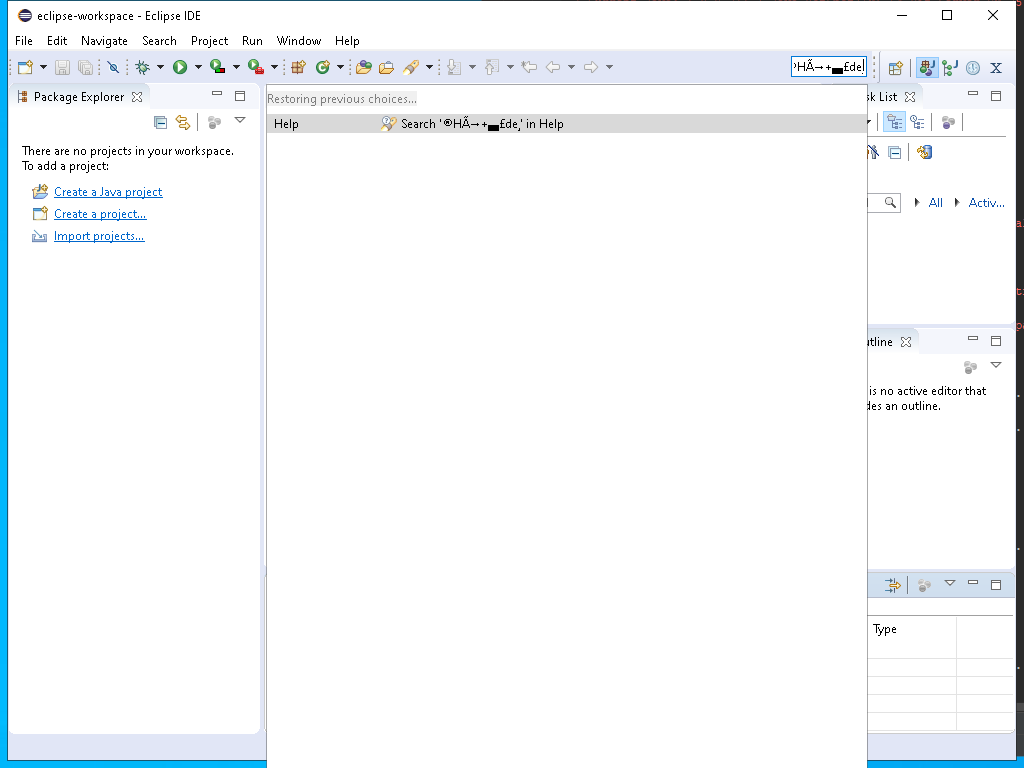 eclipse-workspace - Eclipse IDE
File Edit Navigate Search Project Run Window Help
HÃ→+▄£de
Package Explorer
sk List
Restoring previous choices...
Help Search '®HÃ→+▄£de,' in Help
There are no projects in your workspace.
To add a project:
Create a Java project
Create a project...
Import projects...
All Activ...
utline
is no active editor that
des an outline.
Type